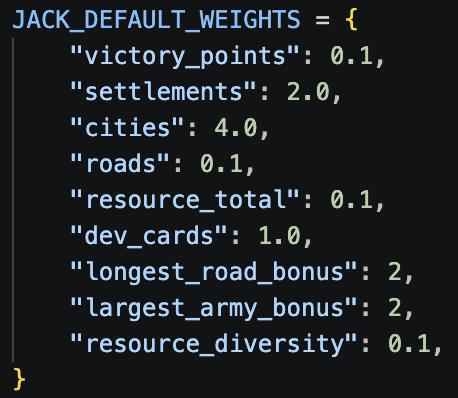 JACK_DEFAULT_WEIGHTS = {
    "victory_points": 0.1,
    "settlements": 2.0,
    "cities": 4.0,
    "roads": 0.1,
    "resource_total": 0.1,
    "dev_cards": 1.0,
    "longest_road_bonus": 2,
    "largest_army_bonus": 2,
    "resource_diversity": 0.1,
}